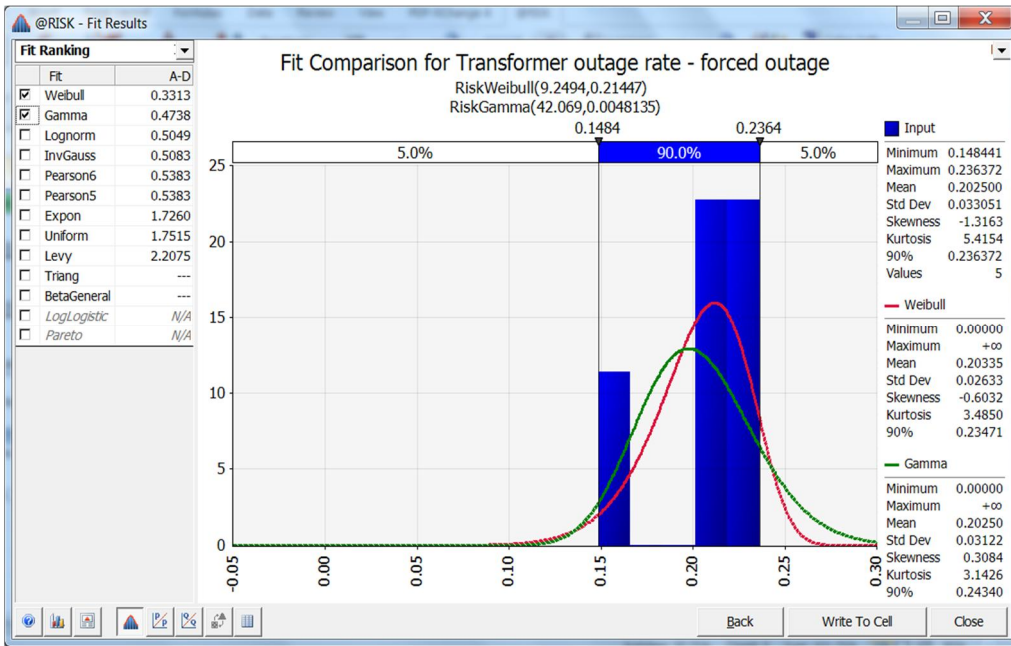 @RISK - Fit Results
Fit Ranking
Fit A-D
Weibull 0.3313
Gamma 0.4738
Lognorm 0.5049
InvGauss 0.5083
Pearson6 0.5383
Pearson5 0.5383
Expon 1.7260
Uniform 1.7515
Levy 2.2075
Triang ---
BetaGeneral ---
LogLogistic N/A
Pareto N/A
Fit Comparison for Transformer outage rate - forced outage
RiskWeibull(9.2494,0.21447)
RiskGamma(42.069,0.0048135)
0.1484 0.2364
5.0% 90.0% 5.0%
25
20
15
10
5
0
-0.05 0.00 0.05 0.10 0.15 0.20 0.25 0.30
Input
Minimum 0.148441
Maximum 0.236372
Mean 0.202500
Std Dev 0.033051
Skewness -1.3163
Kurtosis 5.4154
90% 0.236372
Values 5
Weibull
Minimum 0.00000
Maximum +∞
Mean 0.20335
Std Dev 0.02633
Skewness -0.6032
Kurtosis 3.4850
90% 0.23471
Gamma
Minimum 0.00000
Maximum +∞
Mean 0.20250
Std Dev 0.03122
Skewness 0.3084
Kurtosis 3.1426
90% 0.24340
Back Write To Cell Close